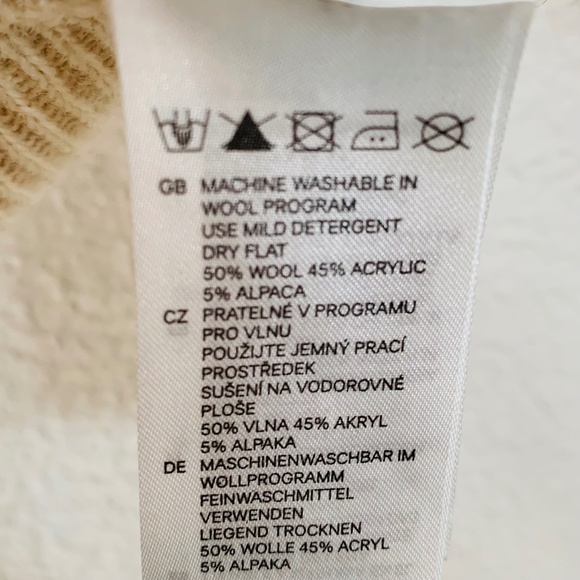 GB MACHINE WASHABLE IN
WOOL PROGRAM
USE MILD DETERGENT
DRY FLAT
50% WOOL 45% ACRYLIC
5% ALPACA
CZ PRATELNÉ V PROGRAMU
PRO VLNU
POUŽIJTE JEMNÝ PRACÍ
PROSTŘEDEK
SUŠENÍ NA VODOROVNÉ
PLOŠE
50% VLNA 45% AKRYL
5% ALPAKA
DE MASCHINENWASCHBAR IM
WOLLPROGRAMM
FEINWASCHMITTEL
VERWENDEN
LIEGEND TROCKNEN
50% WOLLE 45% ACRYL
5% ALPAKA